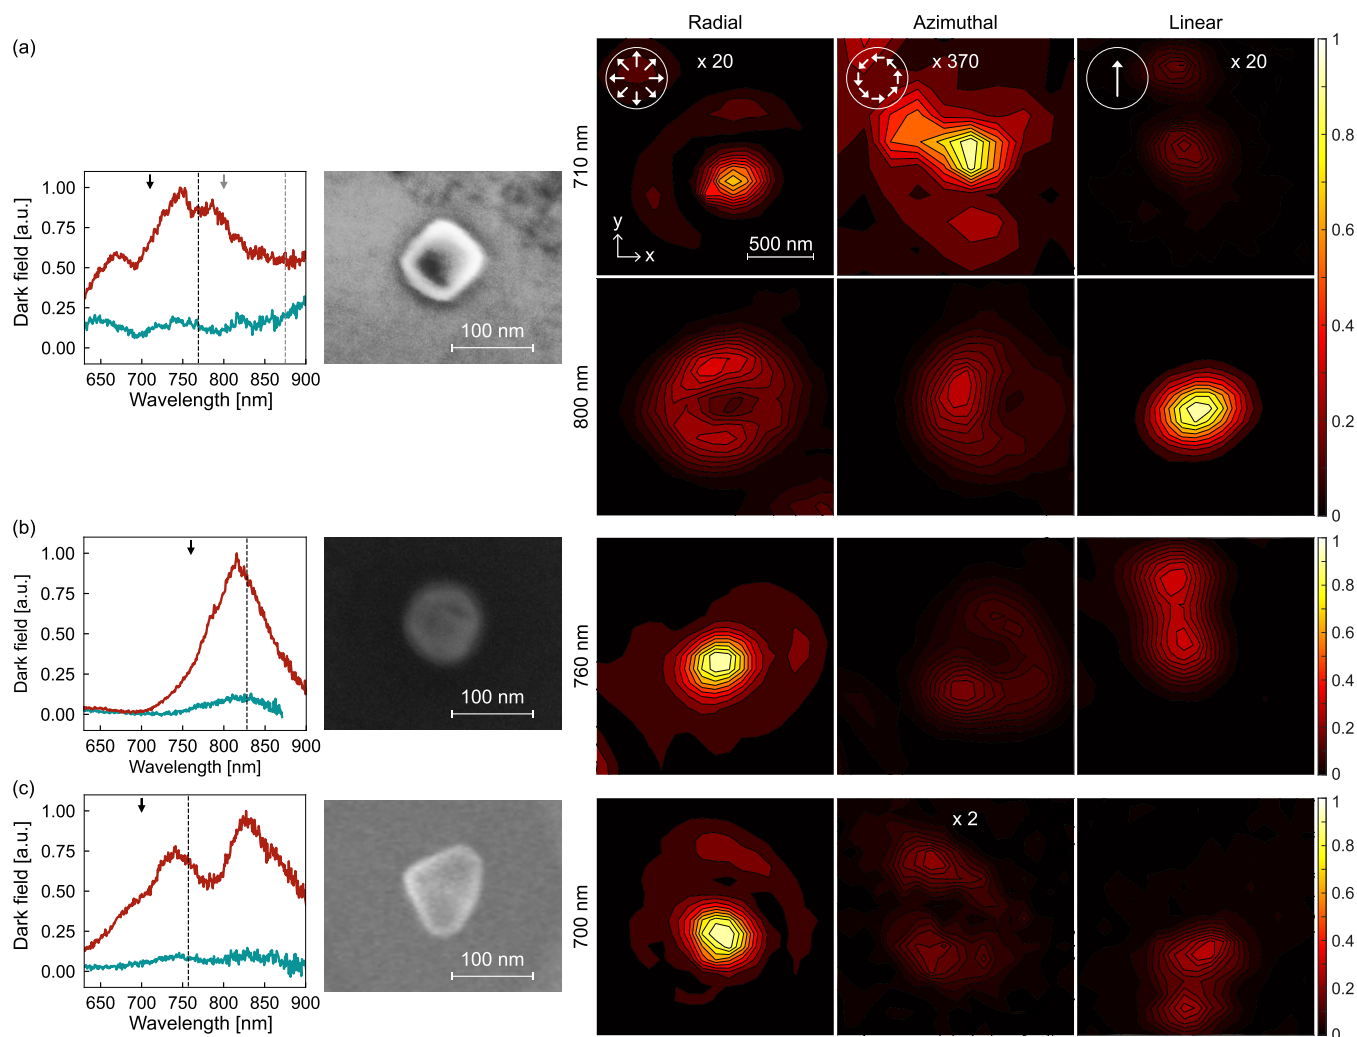 Radial Azimuthal Linear
(a)
x 20 x 370 x 20
710 nm
y
x
500 nm
1
0.8
0.6
0.4
0.2
0
Dark field [a.u.]
1.00
0.75
0.50
0.25
0.00
650 700 750 800 850 900
Wavelength [nm]
100 nm
800 nm
(b)
Dark field [a.u.]
1.00
0.75
0.50
0.25
0.00
650 700 750 800 850 900
Wavelength [nm]
100 nm
760 nm
1
0.8
0.6
0.4
0.2
0
(c)
Dark field [a.u.]
1.00
0.75
0.50
0.25
0.00
650 700 750 800 850 900
Wavelength [nm]
100 nm
700 nm
x 2
1
0.8
0.6
0.4
0.2
0